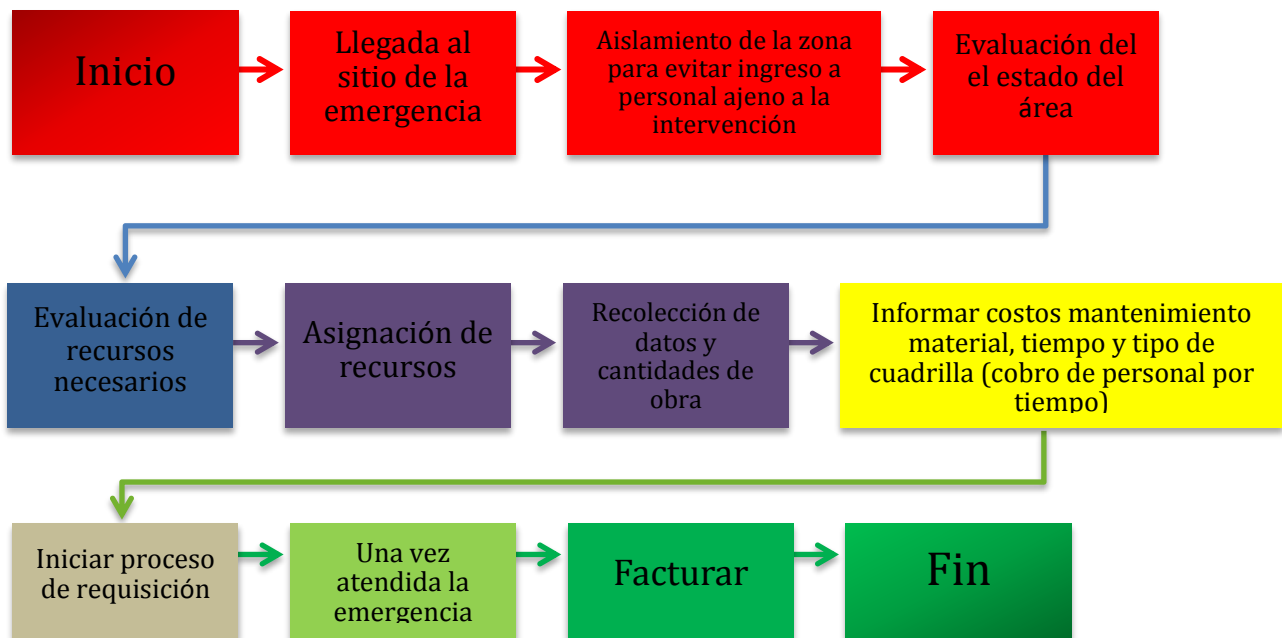 Inicio
Llegada al
sitio de la
emergencia
Aislamiento de la zona
para evitar ingreso a
personal ajeno a la
intervención
Evaluación del
el estado del
área
Evaluación de
recursos
necesarios
Asignación de
recursos
Recolección de
datos y
cantidades de
obra
Informar costos mantenimiento
material, tiempo y tipo de
cuadrilla (cobro de personal por
tiempo)
Iniciar proceso
de requisición
Una vez
atendida la
emergencia
Facturar
Fin